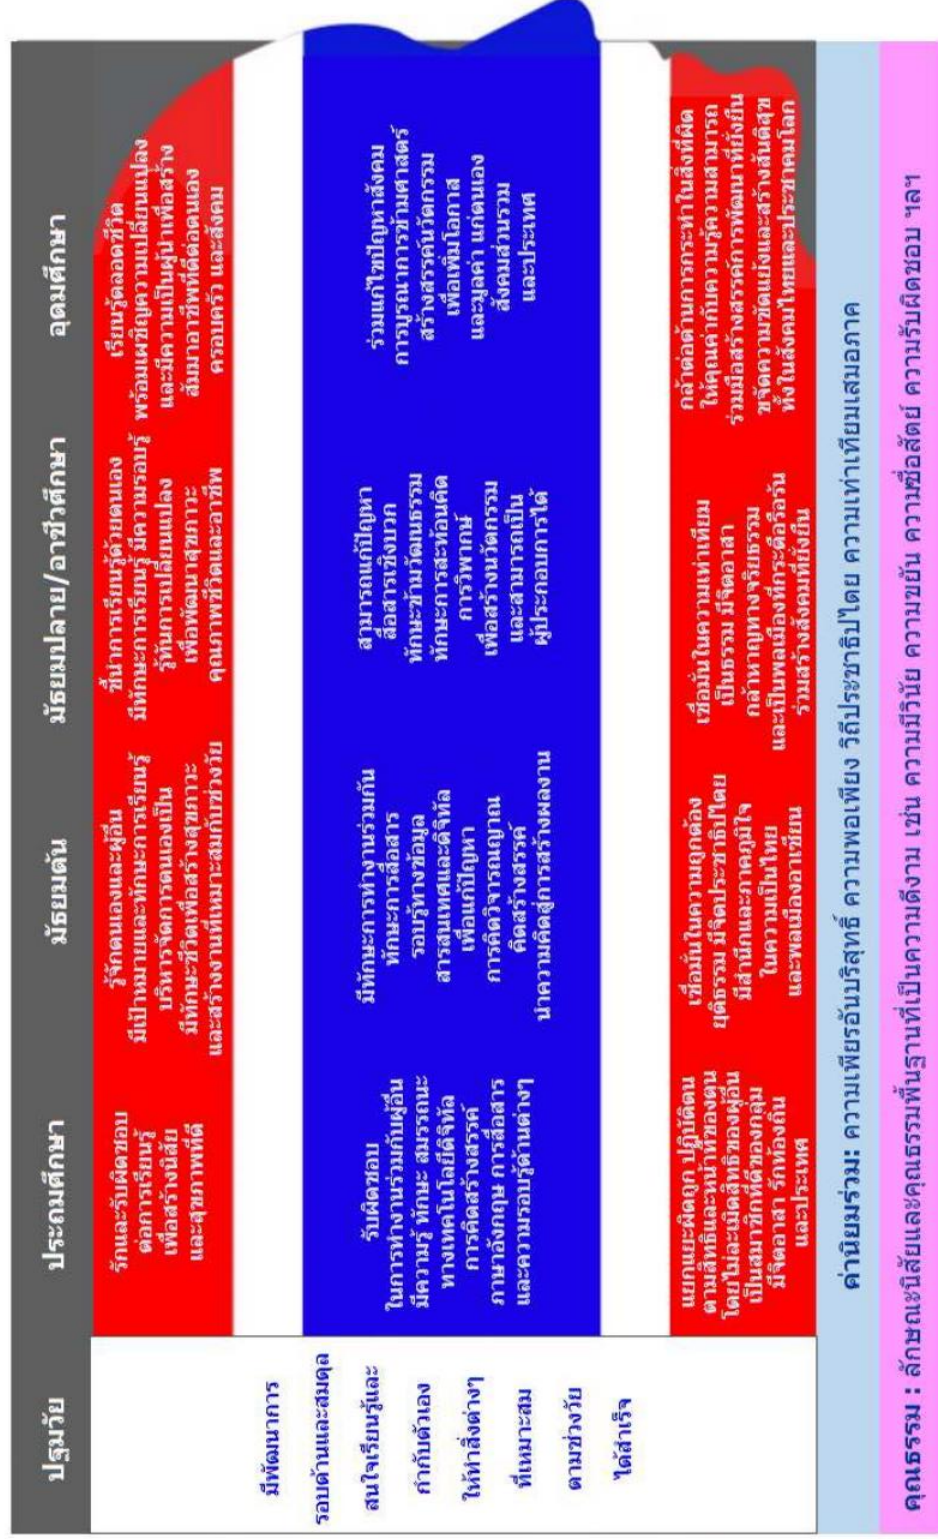 ปฐมวัย
ประถมศึกษา
มัธยมต้น
มัธยมปลาย/อาชีวศึกษา
อุดมศึกษา
มีพัฒนาการ
รอบด้านและสมดุล
สนใจเรียนรู้และ
กำกับตัวเอง
ให้ทำสิ่งต่างๆ
ที่เหมาะสม
ตามช่วงวัย
ได้สำเร็จ
รักและรับผิดชอบ
ต่อการเรียนรู้
เพื่อสร้างนิสัย
และสุขภาพที่ดี
รู้จักตนเองและผู้อื่น
มีเป้าหมายและทักษะการเรียนรู้
บริหารจัดการตนเองเป็น
มีทักษะชีวิตเพื่อสร้างสุขภาวะ
และสร้างงานที่เหมาะสมกับช่วงวัย
ชี้นำการเรียนรู้ด้วยตนเอง
มีทักษะการเรียนรู้ มีความรอบรู้
รู้ทันการเปลี่ยนแปลง
เพื่อพัฒนาสุขภาวะ
คุณภาพชีวิตและอาชีพ
เรียนรู้ตลอดชีวิต
พร้อมเผชิญความเปลี่ยนแปลง
และมีความเป็นผู้นำเพื่อสร้าง
สัมมาอาชีพที่ดีต่อตนเอง
ครอบครัว และสังคม
รับผิดชอบ
ในการทำงานร่วมกับผู้อื่น
มีความรู้ ทักษะ สมรรถนะ
ทางเทคโนโลยีดิจิทัล
การคิดสร้างสรรค์
ภาษาอังกฤษ การสื่อสาร
และความรอบรู้ด้านต่างๆ
มีทักษะการทำงานร่วมกัน
ทักษะการสื่อสาร
รอบรู้ทางข้อมูล
สารสนเทศและดิจิทัล
เพื่อแก้ปัญหา
การคิดวิจารณญาณ
คิดสร้างสรรค์
นำความคิดสู่การสร้างผลงาน
สามารถแก้ปัญหา
สื่อสารเชิงบวก
ทักษะข้ามวัฒนธรรม
ทักษะการสะท้อนคิด
การวิพากษ์
เพื่อสร้างนวัตกรรม
และสามารถเป็น
ผู้ประกอบการได้
ร่วมแก้ไขปัญหาสังคม
การบูรณาการข้ามศาสตร์
สร้างสรรค์นวัตกรรม
เพื่อเพิ่มโอกาส
และมูลค่า แก่ตนเอง
สังคมส่วนรวม
และประเทศ
แยกแยะผิดถูก ปฏิบัติตน
ตามสิทธิและหน้าที่ของตน
โดยไม่ละเมิดสิทธิของผู้อื่น
เป็นสมาชิกที่ดีของกลุ่ม
มีจิตอาสา รักท้องถิ่น
และประเทศ
เชื่อมั่นในความถูกต้อง
ยุติธรรม มีจิตประชาธิปไตย
มีสำนึกและภาคภูมิใจ
ในความเป็นไทย
และพลเมืองอาเซียน
เชื่อมั่นในความเท่าเทียม
เป็นธรรม มีจิตอาสา
กล้าหาญทางจริยธรรม
และเป็นพลเมืองที่กระตือรือร้น
ร่วมสร้างสังคมที่ยั่งยืน
กล้าต่อต้านการกระทำในสิ่งที่ผิด
ให้คุณค่ากับความรู้ความสามารถ
ร่วมมือสร้างสรรค์การพัฒนาที่ยั่งยืน
ขจัดความขัดแย้งและสร้างสันติสุข
ทั้งในสังคมไทยและประชาคมโลก
ค่านิยมร่วม: ความเพียรอันบริสุทธิ์ ความพอเพียง วิถีประชาธิปไตย ความเท่าเทียมเสมอภาค
คุณธรรม : ลักษณะนิสัยและคุณธรรมพื้นฐานที่เป็นความดีงาม เช่น ความมีวินัย ความขยัน ความซื่อสัตย์ ความรับผิดชอบ ฯลฯ